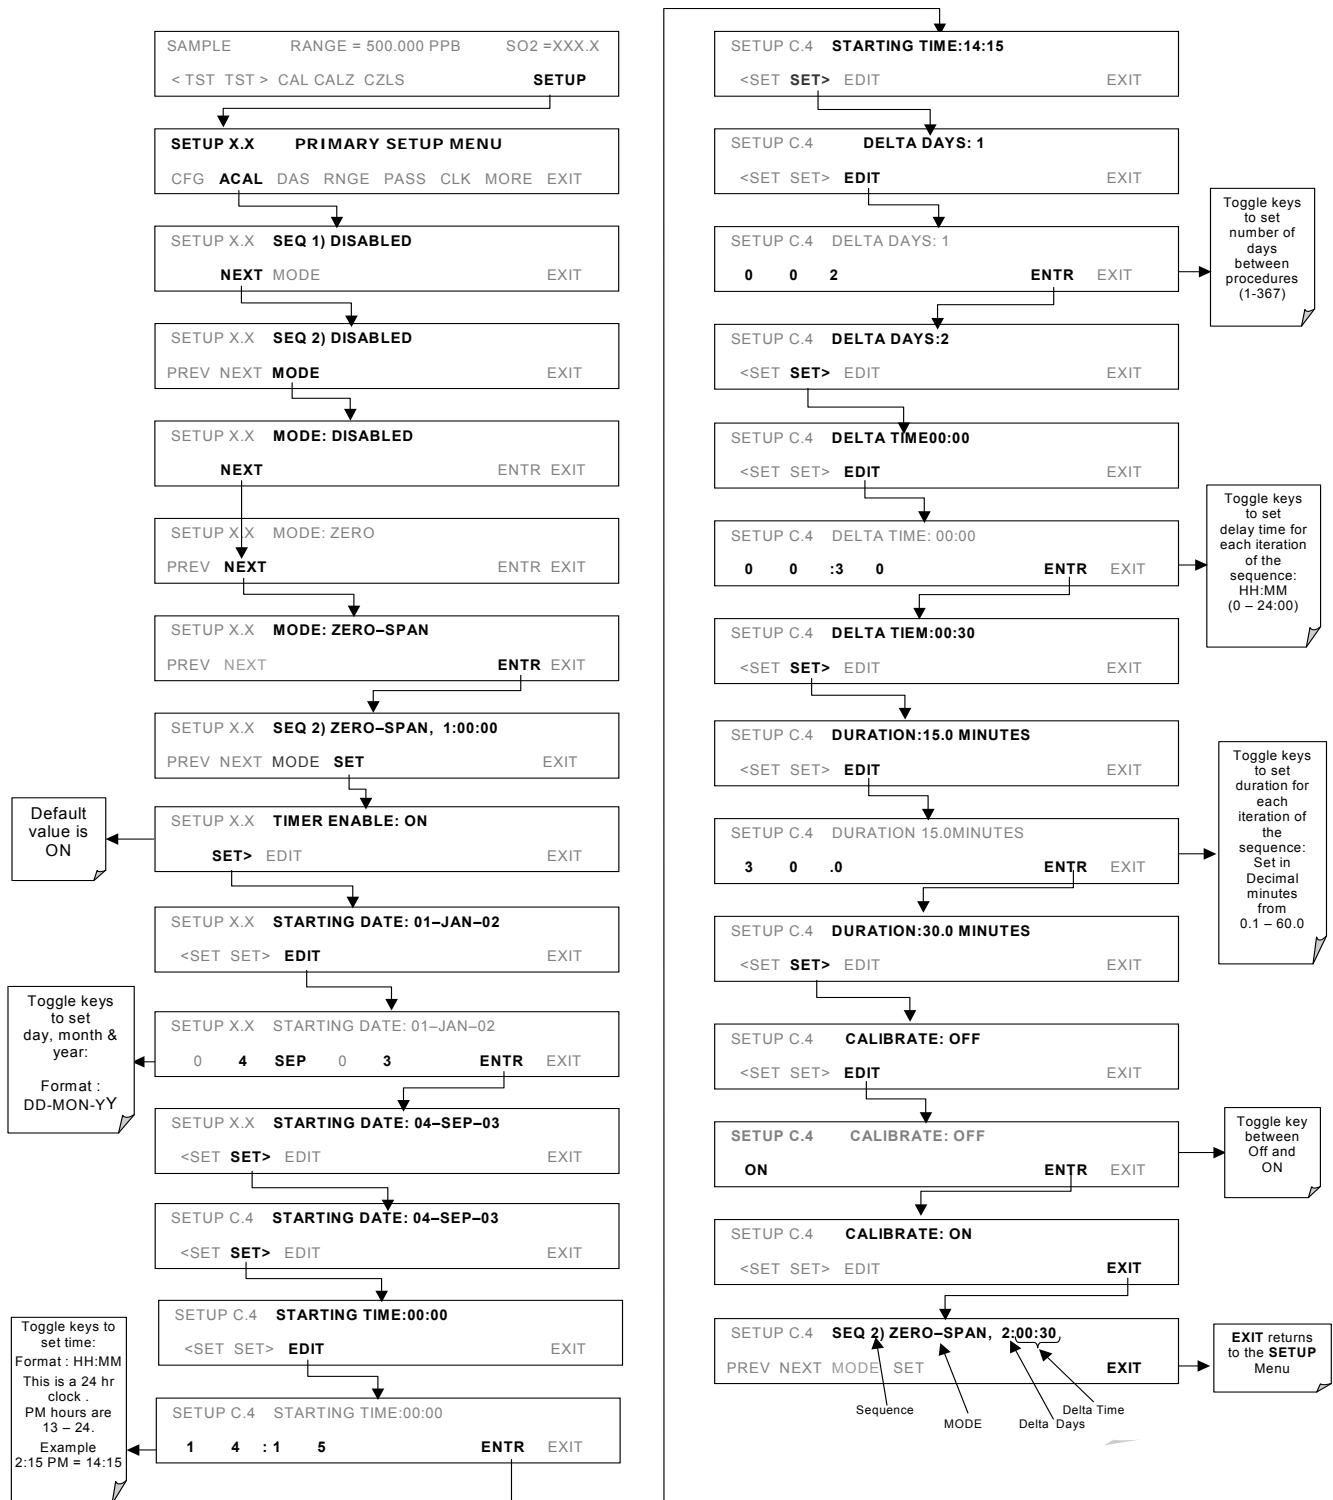 SAMPLE RANGE = 500.000 PPB SO2 =XXX.X
< TST TST > CAL CALZ CZLS SETUP
SETUP X.X PRIMARY SETUP MENU
CFG ACAL DAS RNGE PASS CLK MORE EXIT
SETUP X.X SEQ 1) DISABLED
NEXT MODE EXIT
SETUP X.X SEQ 2) DISABLED
PREV NEXT MODE EXIT
SETUP X.X MODE: DISABLED
NEXT ENTR EXIT
SETUP X.X MODE: ZERO
PREV NEXT ENTR EXIT
SETUP X.X MODE: ZERO–SPAN
PREV NEXT ENTR EXIT
SETUP X.X SEQ 2) ZERO–SPAN, 1:00:00
PREV NEXT MODE SET EXIT
Default
value is
ON
SETUP X.X TIMER ENABLE: ON
SET> EDIT EXIT
SETUP X.X STARTING DATE: 01–JAN–02
<SET SET> EDIT EXIT
Toggle keys
to set
day, month &
year:
Format :
DD-MON-YY
SETUP X.X STARTING DATE: 01–JAN–02
0 4 SEP 0 3 ENTR EXIT
SETUP X.X STARTING DATE: 04–SEP–03
<SET SET> EDIT EXIT
SETUP C.4 STARTING DATE: 04–SEP–03
<SET SET> EDIT EXIT
SETUP C.4 STARTING TIME:00:00
<SET SET> EDIT EXIT
Toggle keys to
set time:
Format : HH:MM
This is a 24 hr
clock .
PM hours are
13 – 24.
Example
2:15 PM = 14:15
SETUP C.4 STARTING TIME:00:00
1 4 : 1 5 ENTR EXIT
SETUP C.4 STARTING TIME:14:15
<SET SET> EDIT EXIT
SETUP C.4 DELTA DAYS: 1
<SET SET> EDIT EXIT
SETUP C.4 DELTA DAYS: 1
0 0 2 ENTR EXIT
Toggle keys
to set
number of
days
between
procedures
(1-367)
SETUP C.4 DELTA DAYS:2
<SET SET> EDIT EXIT
SETUP C.4 DELTA TIME00:00
<SET SET> EDIT EXIT
SETUP C.4 DELTA TIME: 00:00
0 0 :3 0 ENTR EXIT
Toggle keys
to set
delay time for
each iteration
of the
sequence:
HH:MM
(0 – 24:00)
SETUP C.4 DELTA TIEM:00:30
<SET SET> EDIT EXIT
SETUP C.4 DURATION:15.0 MINUTES
<SET SET> EDIT EXIT
SETUP C.4 DURATION 15.0MINUTES
3 0 .0 ENTR EXIT
Toggle keys
to set
duration for
each
iteration of
the
sequence:
Set in
Decimal
minutes
from
0.1 – 60.0
SETUP C.4 DURATION:30.0 MINUTES
<SET SET> EDIT EXIT
SETUP C.4 CALIBRATE: OFF
<SET SET> EDIT EXIT
SETUP C.4 CALIBRATE: OFF
ON ENTR EXIT
Toggle key
between
Off and
ON
SETUP C.4 CALIBRATE: ON
<SET SET> EDIT EXIT
SETUP C.4 SEQ 2) ZERO–SPAN, 2:00:30
PREV NEXT MODE SET EXIT
EXIT returns
to the SETUP
Menu
Sequence
MODE
Delta Days
Delta Time